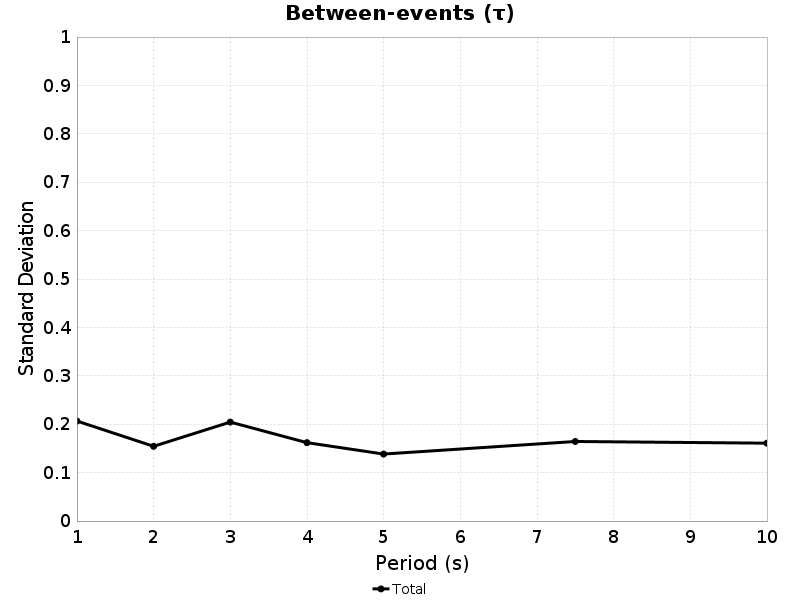 Between-events (τ)
1
0.9
0.8
0.7
0.6
0.5
0.4
0.3
0.2
0.1
0
Standard Deviation
1 2 3 4 5 6 7 8 9 10
Period (s)
Total